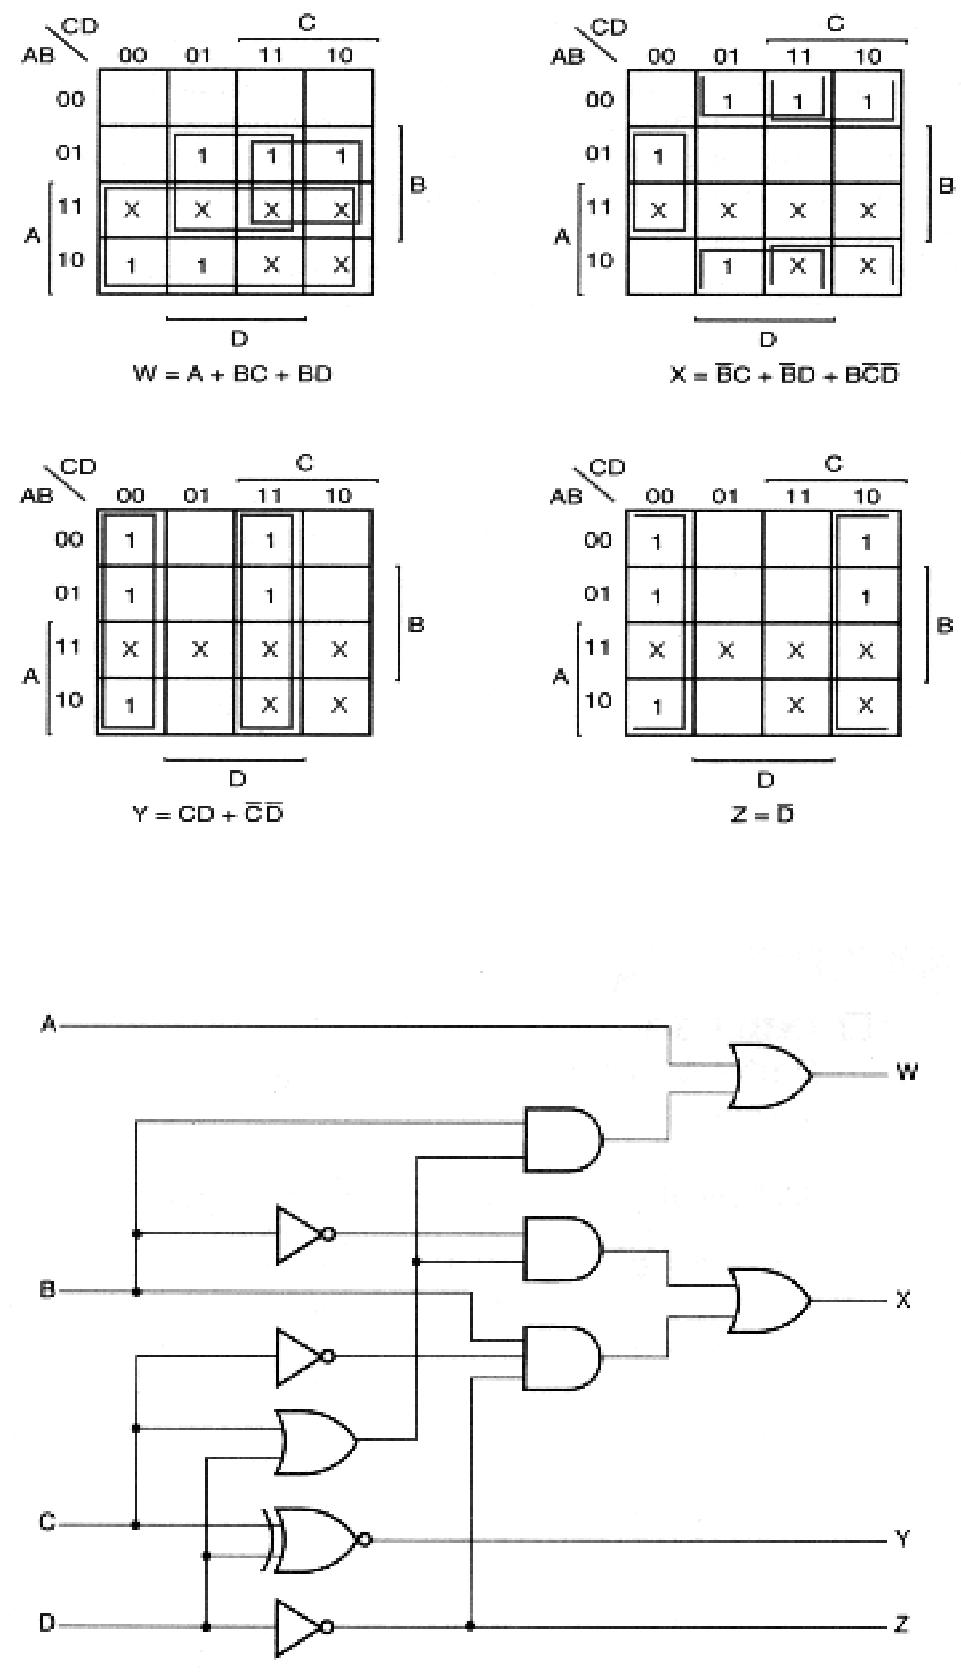 CD C
AB 00 01 11 10
00
01 1 1 1
B
11 X X X X
A
10 1 1 X X
D
W = A + BC + BD
CD C
AB 00 01 11 10
00 1 1 1
01 1
B
11 X X X X
A
10 1 X X
D
X = B̅C + B̅D + BC̅D̅
CD C
AB 00 01 11 10
00 1 1
01 1 1
B
11 X X X X
A
10 1 X X
D
Y = CD + C̅D̅
CD C
AB 00 01 11 10
00 1 1
01 1 1
B
11 X X X X
A
10 1 X X
D
Z = D̅
A
W
B
X
C
Y
D
Z